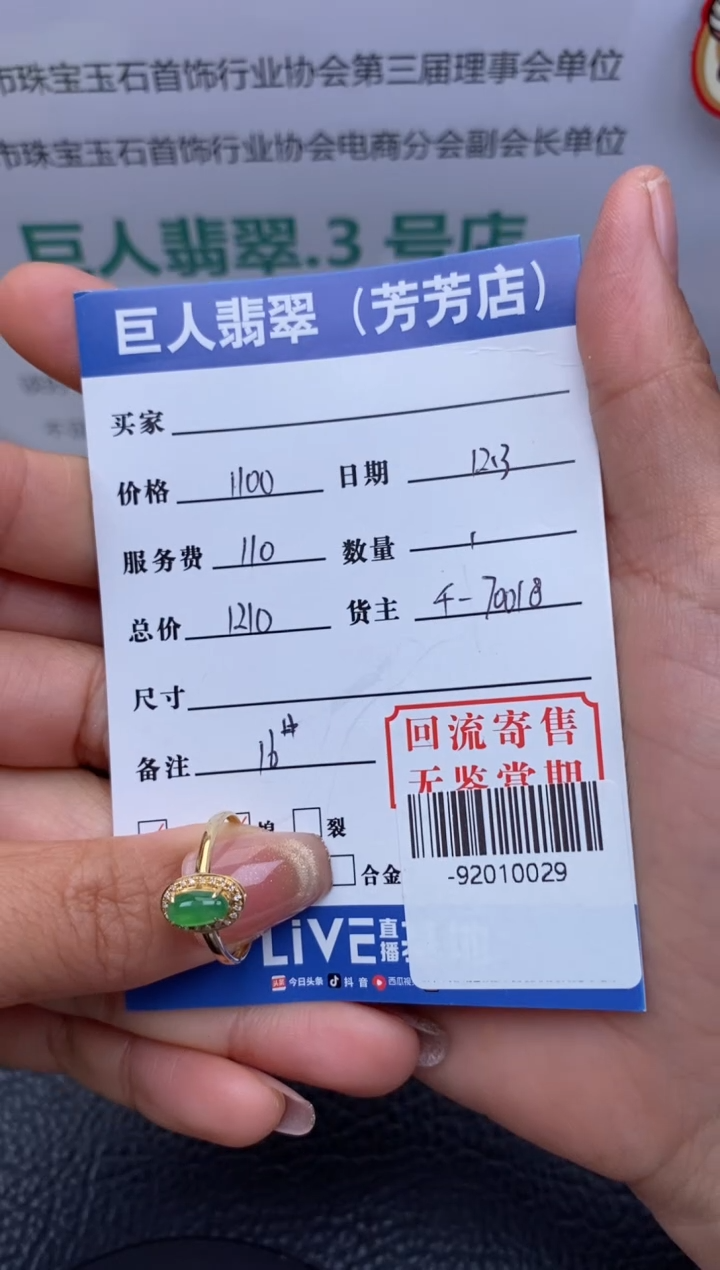 市珠宝玉石首饰行业协会第三届理事会单位
市珠宝玉石首饰行业协会电商分会副会长单位
巨人翡翠.3 号店
巨人翡翠（芳芳店）
买家
价格 1100 日期 12.3
服务费 110 数量 1
总价 1210 货主 4-70018
尺寸
备注 16#
回流寄售
无鉴赏期
裂
合金
-92010029
LiVE 直播基地
今日头条 抖音 西瓜视